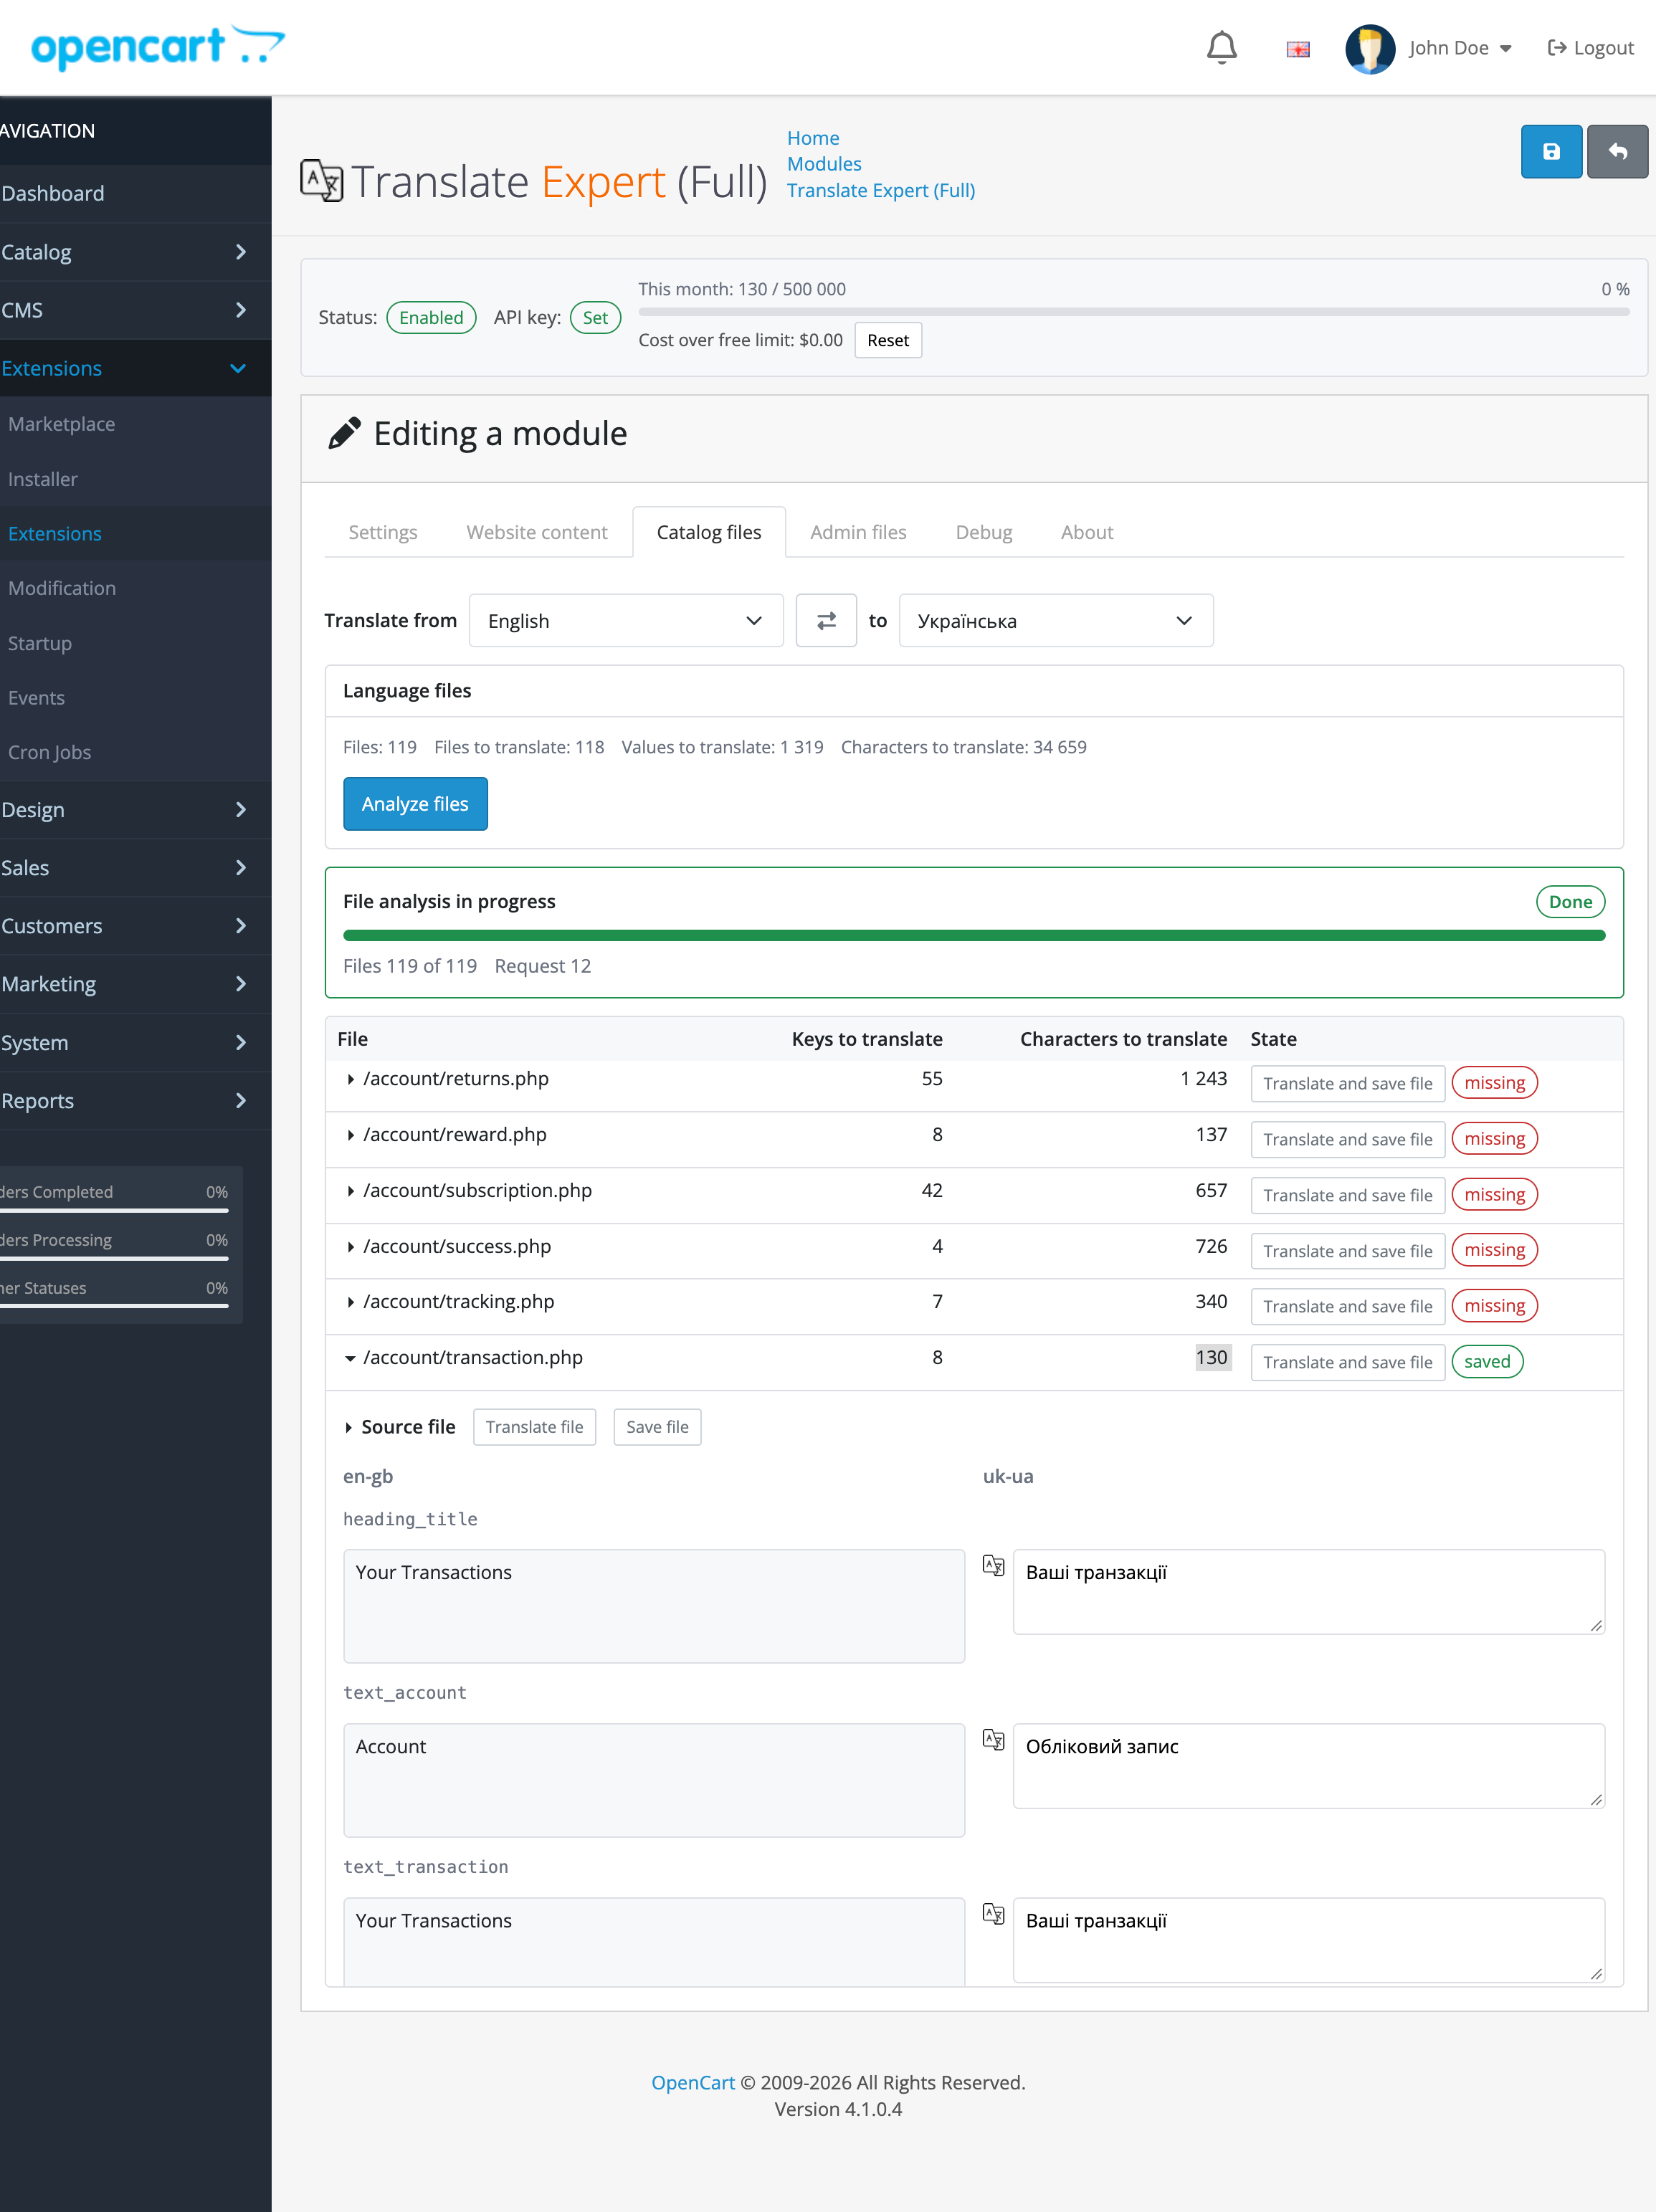 opencart
John Doe
Logout
AVIGATION
Dashboard
Catalog
CMS
Extensions
Marketplace
Installer
Extensions
Modification
Startup
Events
Cron Jobs
Design
Sales
Customers
Marketing
System
Reports
ders Completed 0%
ders Processing 0%
her Statuses 0%
Translate Expert (Full)
Home
Modules
Translate Expert (Full)
Status: Enabled API key: Set
This month: 130 / 500 000 0 %
Cost over free limit: $0.00 Reset
Editing a module
Settings Website content Catalog files Admin files Debug About
Translate from English to Українська
Language files
Files: 119 Files to translate: 118 Values to translate: 1 319 Characters to translate: 34 659
Analyze files
File analysis in progress Done
Files 119 of 119 Request 12
File Keys to translate Characters to translate State
/account/returns.php 55 1 243 Translate and save file missing
/account/reward.php 8 137 Translate and save file missing
/account/subscription.php 42 657 Translate and save file missing
/account/success.php 4 726 Translate and save file missing
/account/tracking.php 7 340 Translate and save file missing
/account/transaction.php 8 130 Translate and save file saved
Source file Translate file Save file
en-gb uk-ua
heading_title
Your Transactions Ваші транзакції
text_account
Account Обліковий запис
text_transaction
Your Transactions Ваші транзакції
OpenCart © 2009-2026 All Rights Reserved.
Version 4.1.0.4